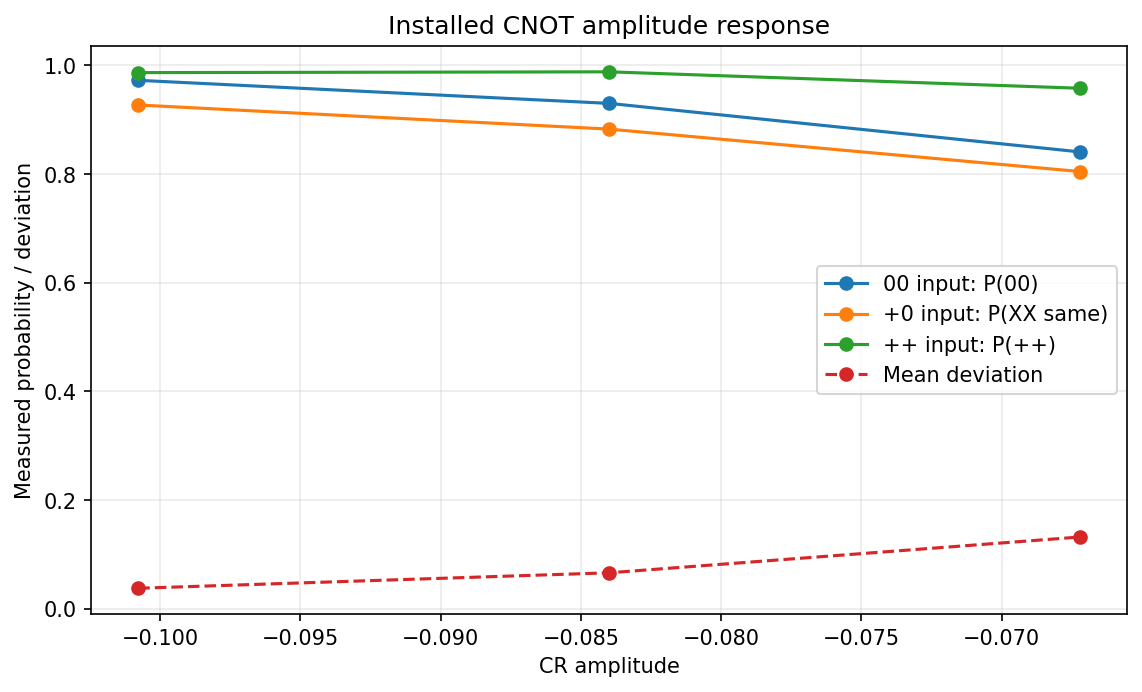 Installed CNOT amplitude response
Measured probability / deviation
1.0
0.8
0.6
0.4
0.2
0.0
00 input: P(00)
+0 input: P(XX same)
++ input: P(++)
Mean deviation
−0.100
−0.095
−0.090
−0.085
−0.080
−0.075
−0.070
CR amplitude